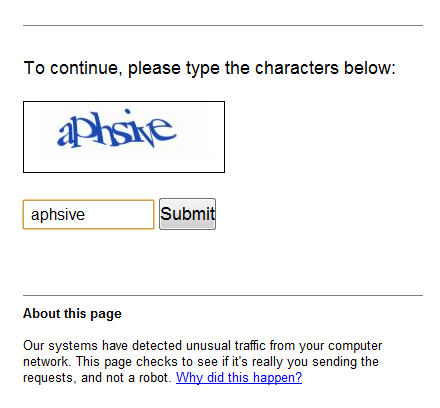 To continue, please type the characters below:
aphsive
aphsive
Submit
About this page
Our systems have detected unusual traffic from your computer
network. This page checks to see if it's really you sending the
requests, and not a robot. Why did this happen?